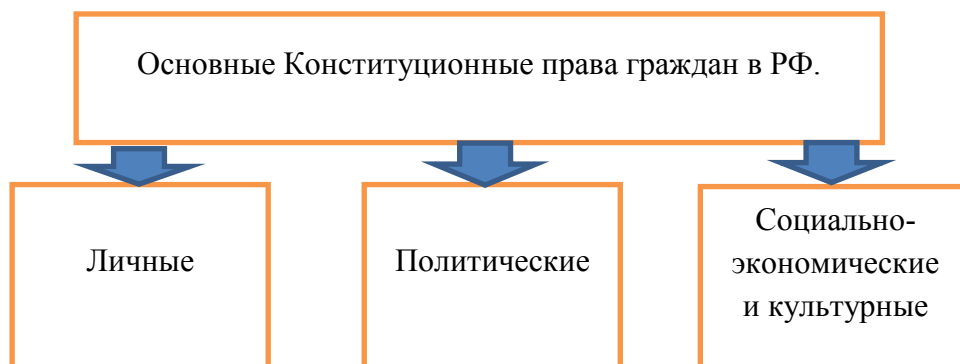 Основные Конституционные права граждан в РФ.
Личные
Политические
Социально-
экономические
и культурные